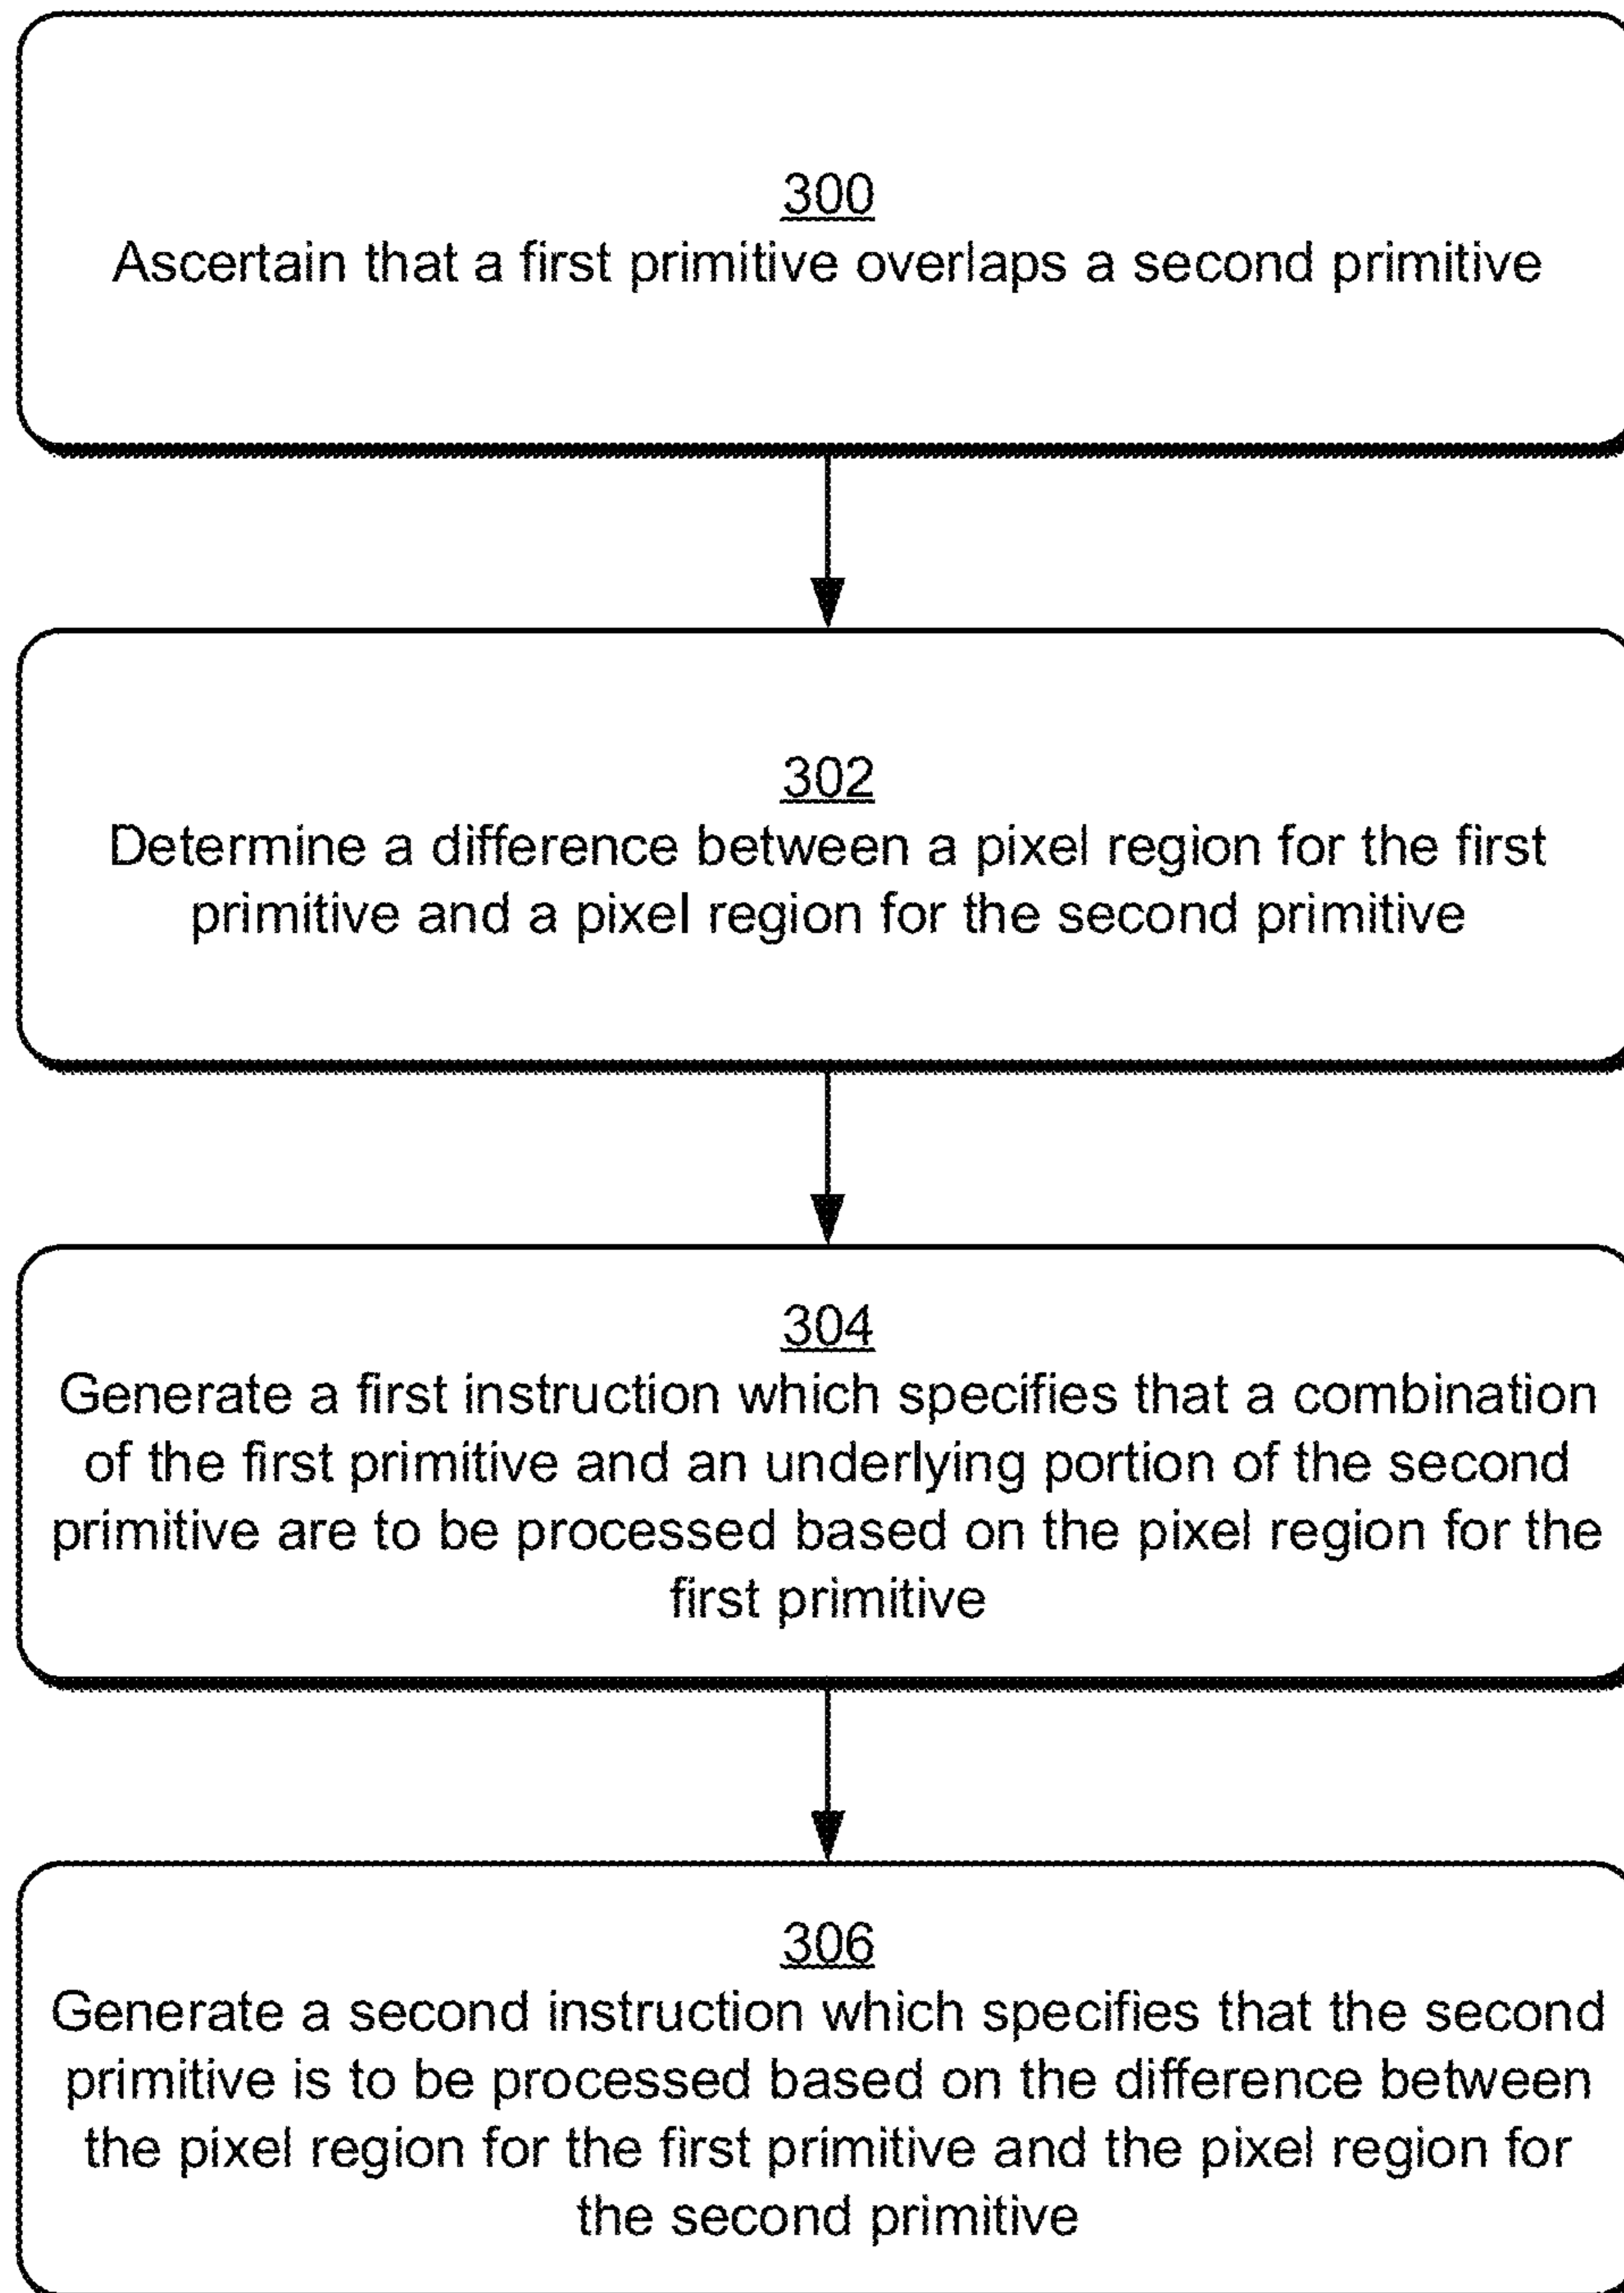 300
Ascertain that a first primitive overlaps a second primitive
302
Determine a difference between a pixel region for the first
primitive and a pixel region for the second primitive
304
Generate a first instruction which specifies that a combination
of the first primitive and an underlying portion of the second
primitive are to be processed based on the pixel region for the
first primitive
306
Generate a second instruction which specifies that the second
primitive is to be processed based on the difference between
the pixel region for the first primitive and the pixel region for
the second primitive